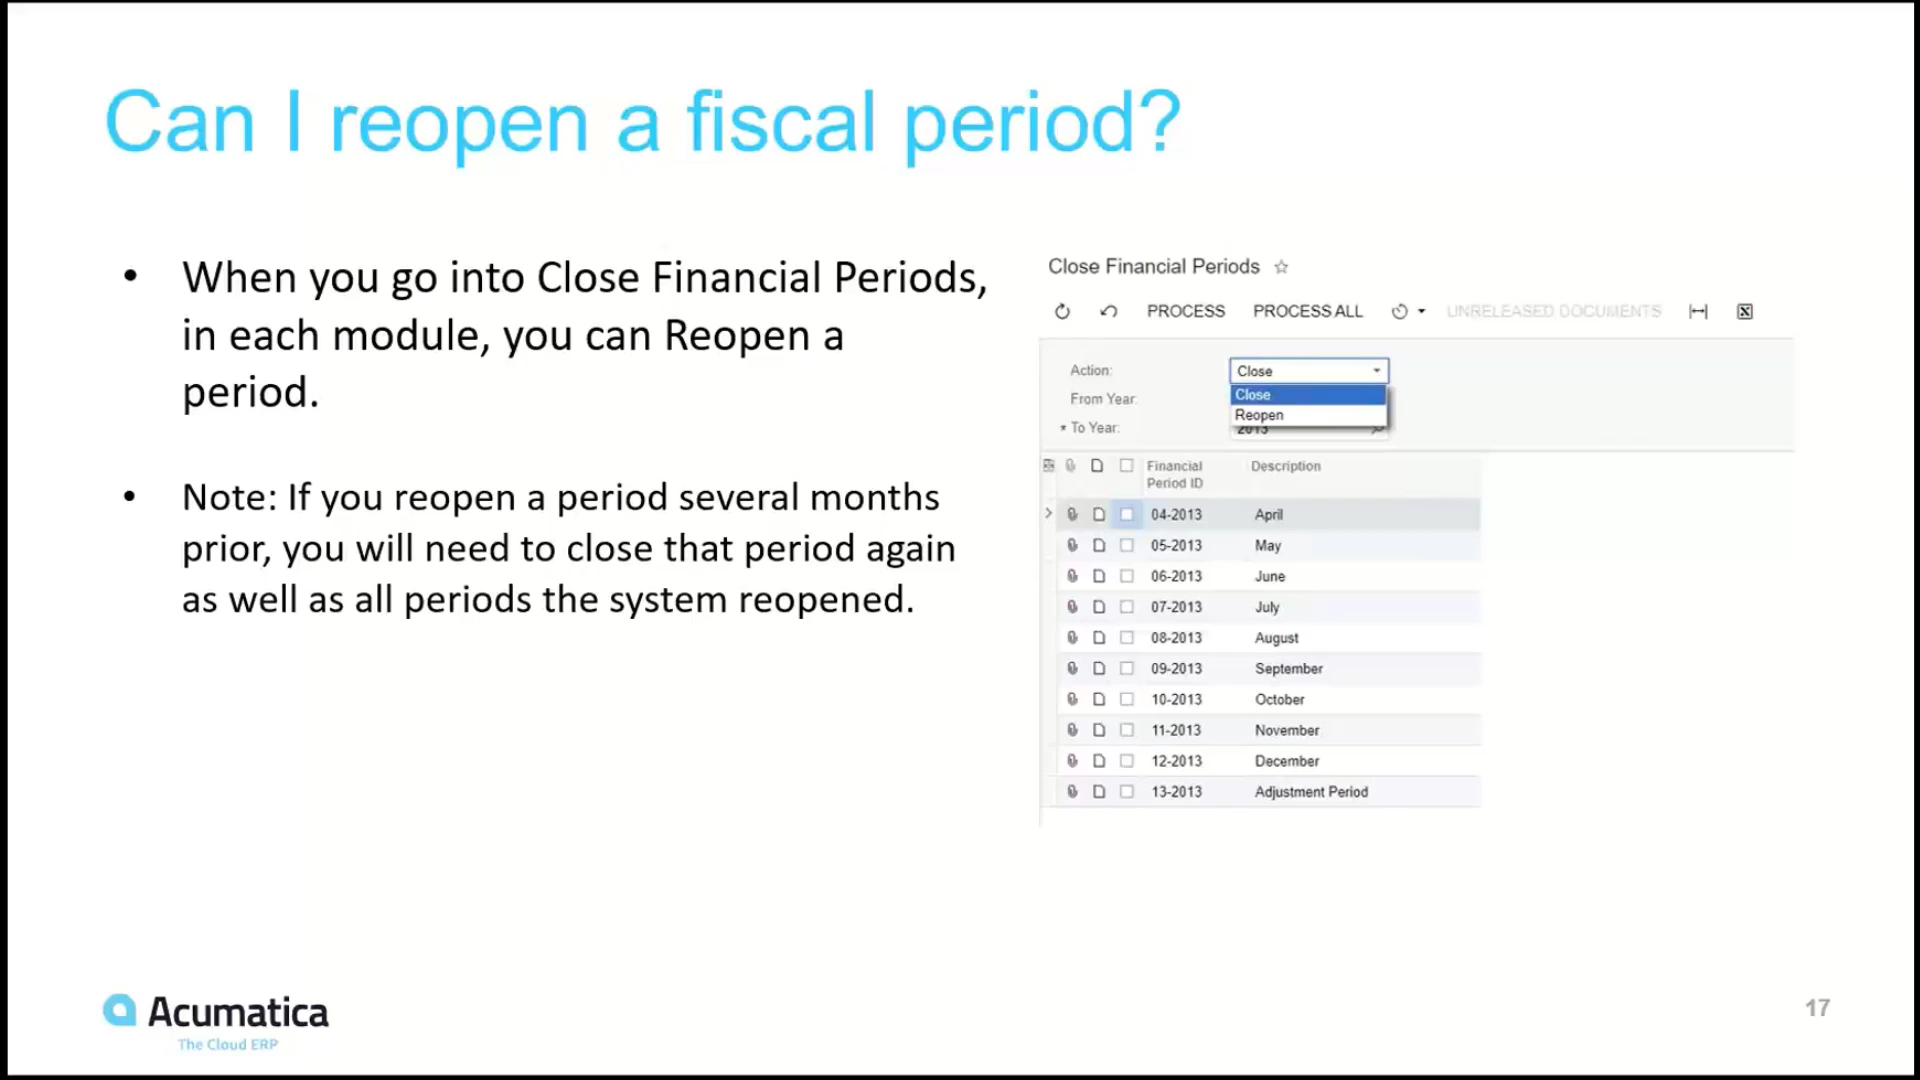 Can I reopen a fiscal period?
• When you go into Close Financial Periods,
in each module, you can Reopen a
period.
• Note: If you reopen a period several months
prior, you will need to close that period again
as well as all periods the system reopened.
Close Financial Periods
PROCESS PROCESS ALL UNRELEASED DOCUMENTS
Action: Close
Close
From Year:
Reopen
* To Year: 2013
Financial Period ID Description
04-2013 April
05-2013 May
06-2013 June
07-2013 July
08-2013 August
09-2013 September
10-2013 October
11-2013 November
12-2013 December
13-2013 Adjustment Period
Acumatica
The Cloud ERP
17